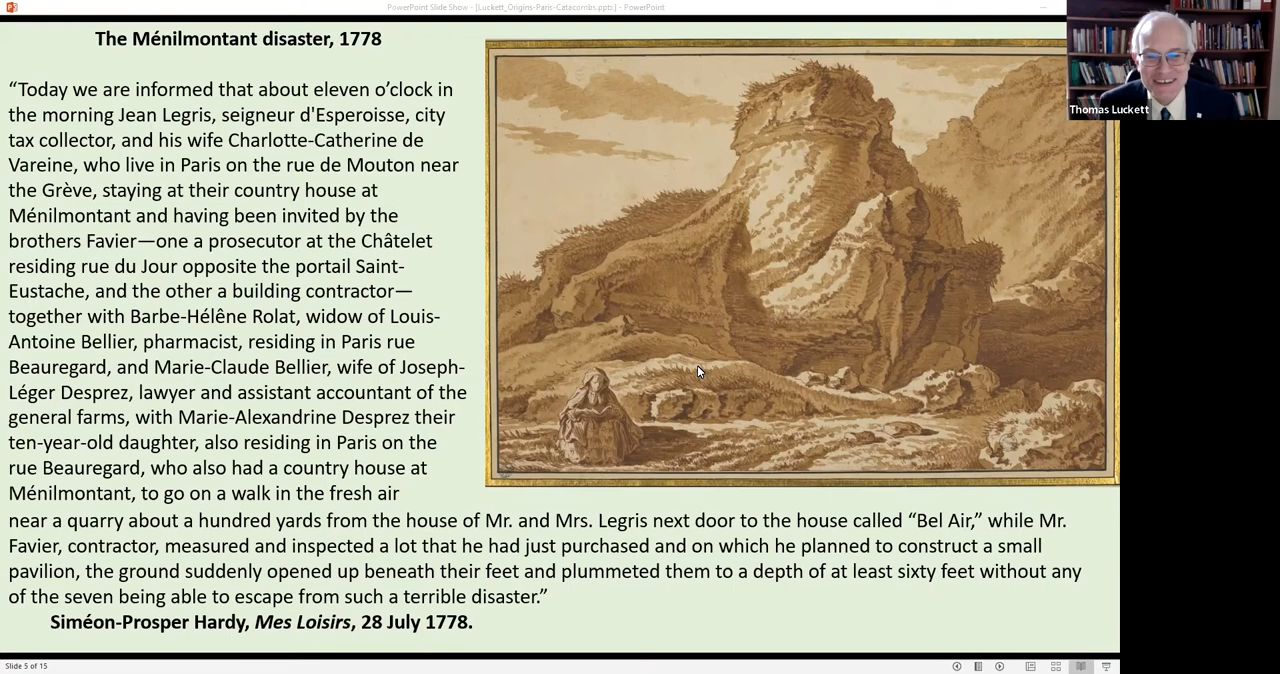 PowerPoint Slide Show - [Luckett_Origins-Paris-Catacombs.pptx] - PowerPoint
The Ménilmontant disaster, 1778
Thomas Luckett
“Today we are informed that about eleven o’clock in
the morning Jean Legris, seigneur d'Esperoisse, city
tax collector, and his wife Charlotte-Catherine de
Vareine, who live in Paris on the rue de Mouton near
the Grève, staying at their country house at
Ménilmontant and having been invited by the
brothers Favier—one a prosecutor at the Châtelet
residing rue du Jour opposite the portail Saint-
Eustache, and the other a building contractor—
together with Barbe-Hélêne Rolat, widow of Louis-
Antoine Bellier, pharmacist, residing in Paris rue
Beauregard, and Marie-Claude Bellier, wife of Joseph-
Léger Desprez, lawyer and assistant accountant of the
general farms, with Marie-Alexandrine Desprez their
ten-year-old daughter, also residing in Paris on the
rue Beauregard, who also had a country house at
Ménilmontant, to go on a walk in the fresh air
near a quarry about a hundred yards from the house of Mr. and Mrs. Legris next door to the house called “Bel Air,” while Mr.
Favier, contractor, measured and inspected a lot that he had just purchased and on which he planned to construct a small
pavilion, the ground suddenly opened up beneath their feet and plummeted them to a depth of at least sixty feet without any
of the seven being able to escape from such a terrible disaster.”
Siméon-Prosper Hardy, Mes Loisirs, 28 July 1778.
Slide 5 of 15